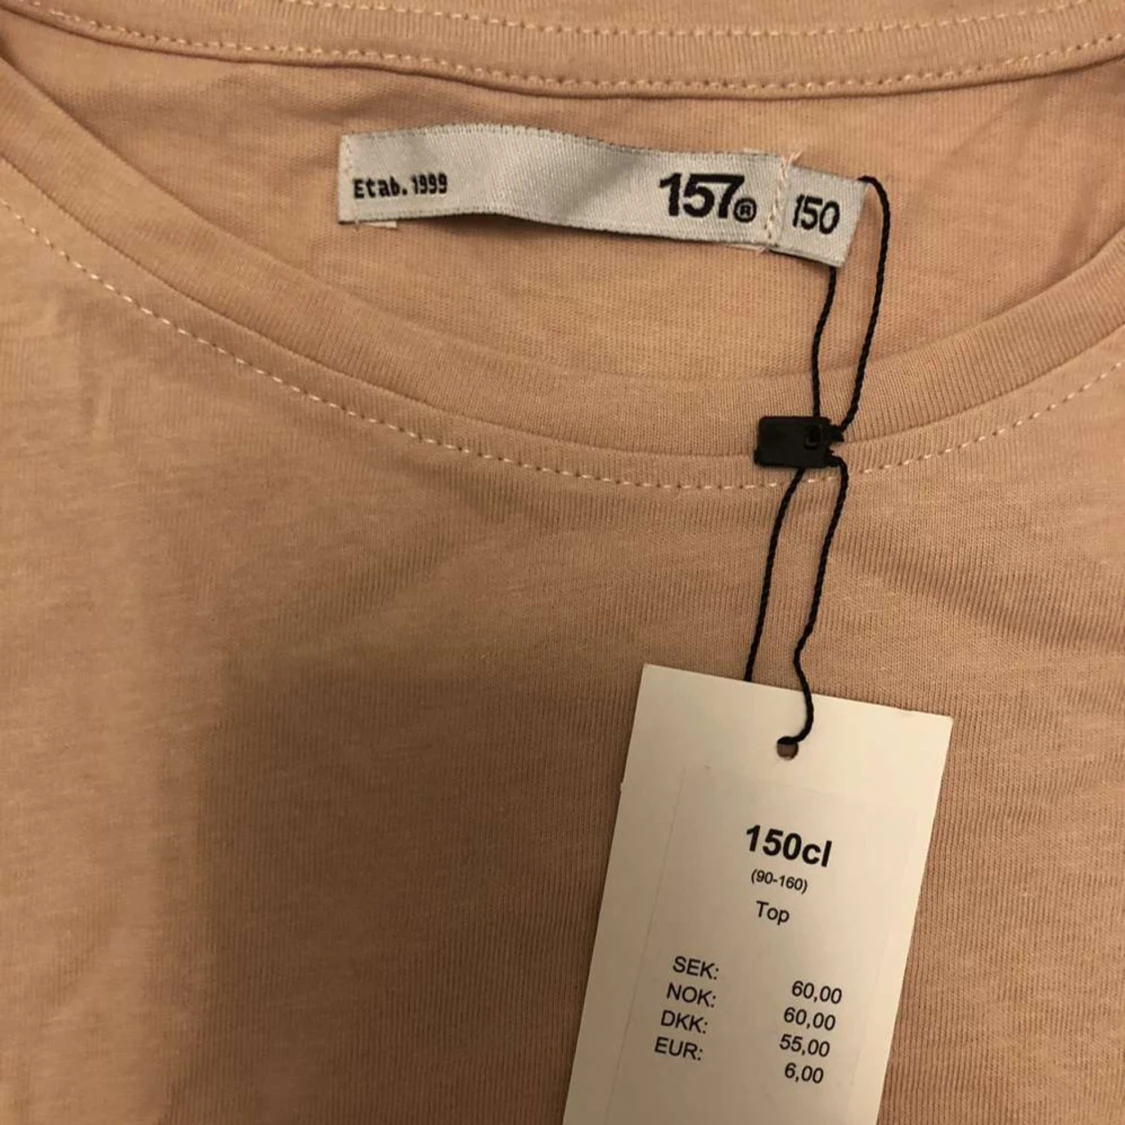 Etab. 1999
157®
150
150cl
(90-160)
Top
SEK: 60,00
NOK: 60,00
DKK: 55,00
EUR: 6,00